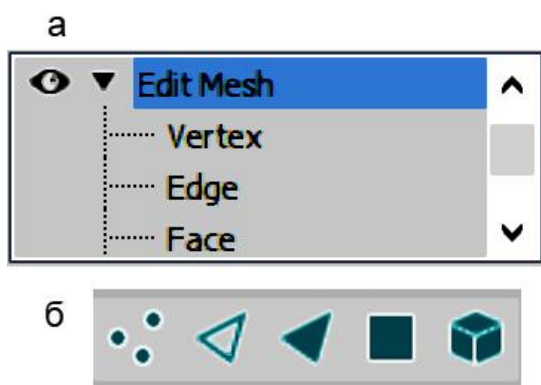 а
Edit Mesh
Vertex
Edge
Face
б